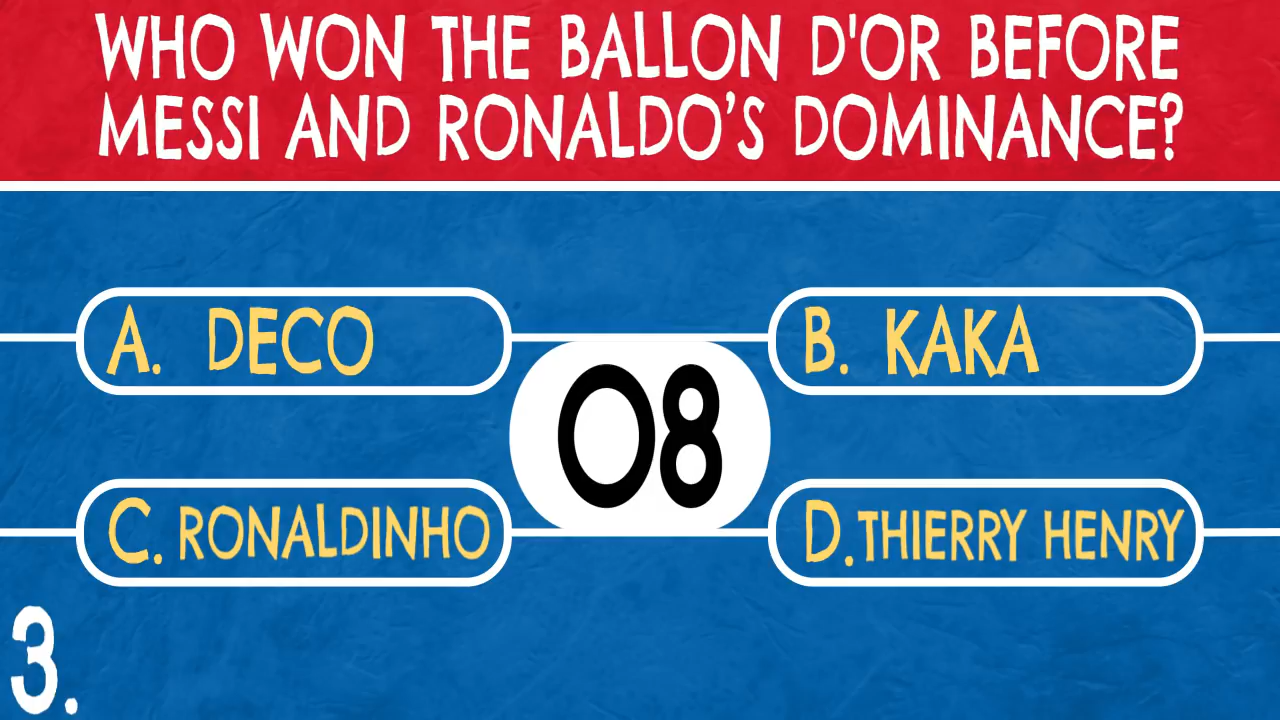 WHO WON THE BALLON D'OR BEFORE
MESSI AND RONALDO’S DOMINANCE?
A. DECO
B. KAKA
08
C. RONALDINHO
D. THIERRY HENRY
3.